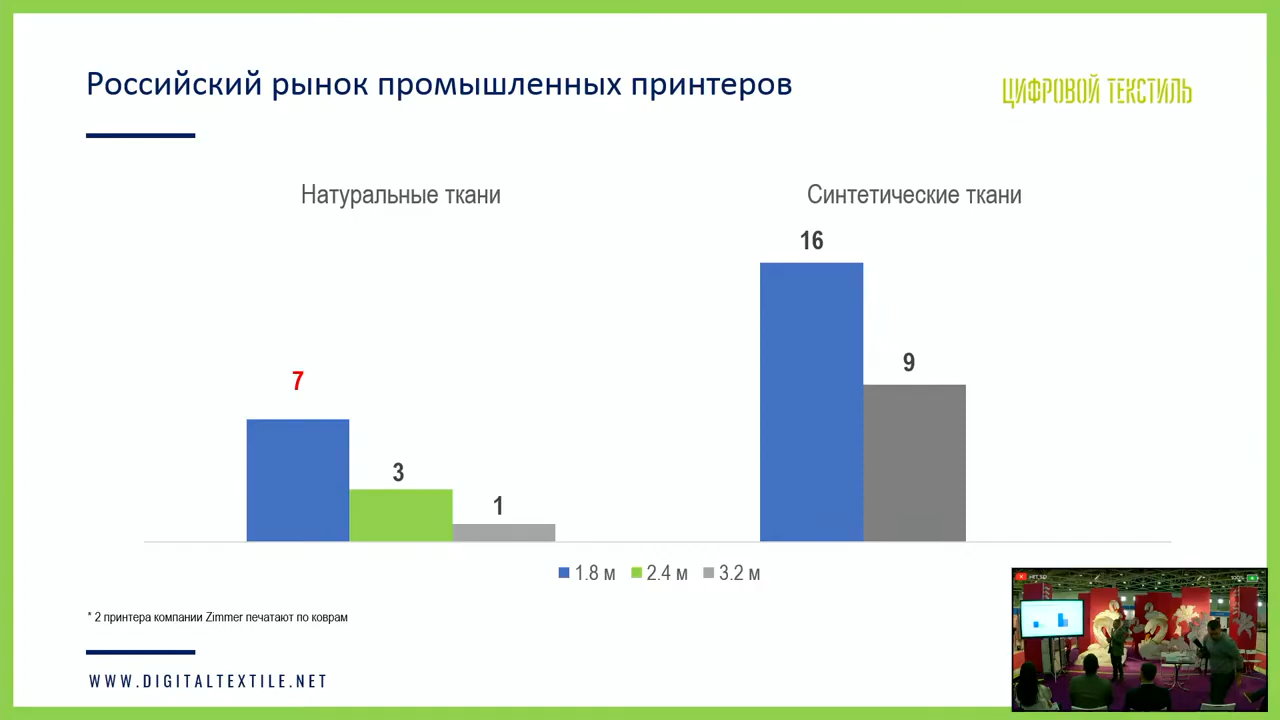 Российский рынок промышленных принтеров
ЦИФРОВОЙ ТЕКСТИЛЬ
Натуральные ткани
Синтетические ткани
16
9
7
3
1
1.8 м 2.4 м 3.2 м
* 2 принтера компании Zimmer печатают по коврам
WWW.DIGITALTEXTILE.NET
100%